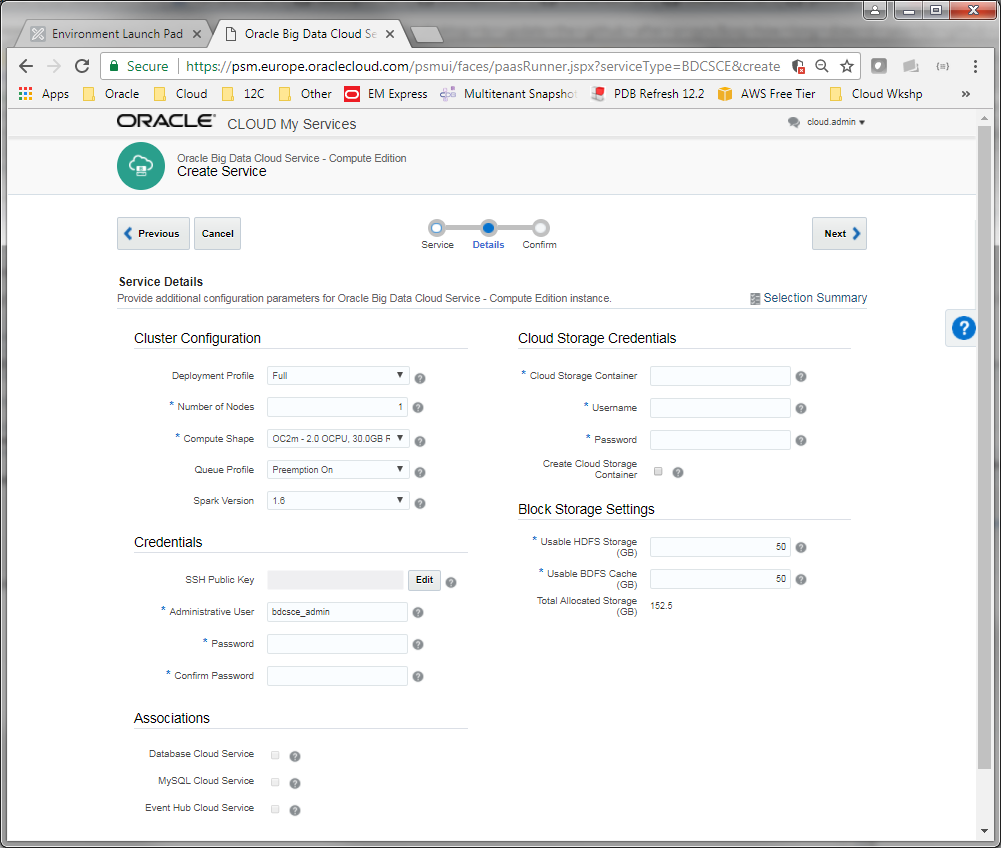 Environment Launch Pad
Oracle Big Data Cloud Se
Secure https://psm.europe.oraclecloud.com/psmui/faces/paasRunner.jspx?serviceType=BDCSCE&create
Apps Oracle Cloud 12C Other EM Express Multitenant Snapshot PDB Refresh 12.2 AWS Free Tier Cloud Wkshp »
ORACLE CLOUD My Services
cloud.admin
Oracle Big Data Cloud Service - Compute Edition
Create Service
Previous
Cancel
Service
Details
Confirm
Next
Service Details
Provide additional configuration parameters for Oracle Big Data Cloud Service - Compute Edition instance.
Selection Summary
?
Cluster Configuration
Deployment Profile Full ?
* Number of Nodes 1 ?
* Compute Shape OC2m - 2.0 OCPU, 30.0GB R ?
Queue Profile Preemption On ?
Spark Version 1.6 ?
Credentials
SSH Public Key Edit ?
* Administrative User bdcsce_admin ?
* Password ?
* Confirm Password ?
Associations
Database Cloud Service ?
MySQL Cloud Service ?
Event Hub Cloud Service ?
Cloud Storage Credentials
* Cloud Storage Container ?
* Username ?
* Password ?
Create Cloud Storage
Container ?
Block Storage Settings
* Usable HDFS Storage
(GB) 50 ?
* Usable BDFS Cache
(GB) 50 ?
Total Allocated Storage
(GB) 152.5